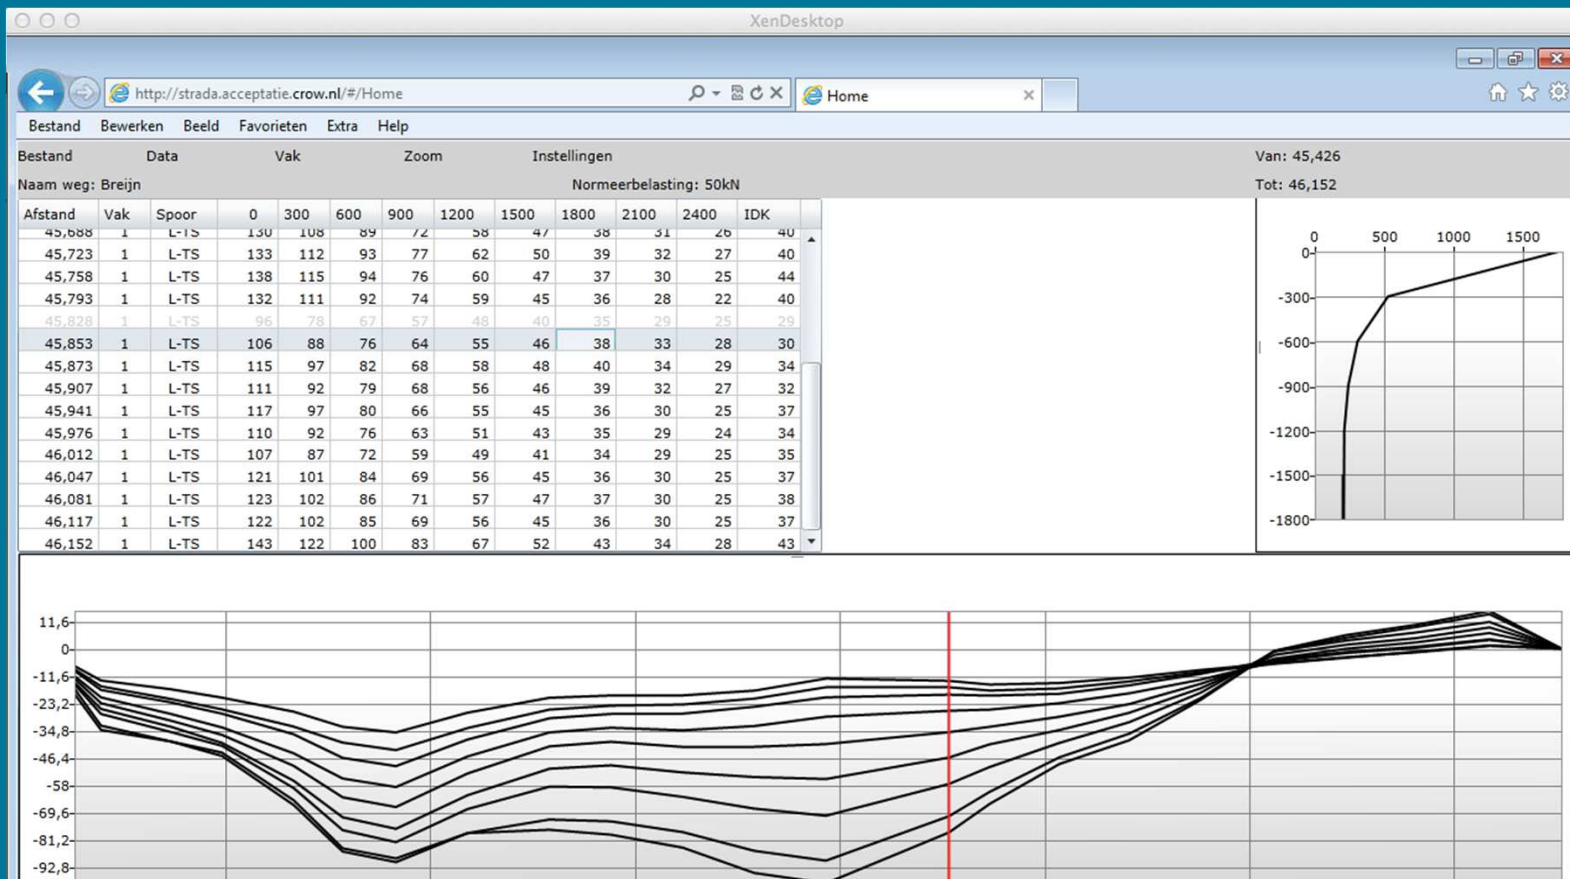 XenDesktop
http://strada.acceptatie.crow.nl/#/Home
Home
Bestand Bewerken Beeld Favorieten Extra Help
Bestand Data Vak Zoom Instellingen Van: 45,426
Naam weg: Breijn Normeerbelasting: 50kN Tot: 46,152
Afstand Vak Spoor 0 300 600 900 1200 1500 1800 2100 2400 IDK
45,688 1 L-TS 130 108 89 72 58 47 38 31 26 40
45,723 1 L-TS 133 112 93 77 62 50 39 32 27 40
45,758 1 L-TS 138 115 94 76 60 47 37 30 25 44
45,793 1 L-TS 132 111 92 74 59 45 36 28 22 40
45,828 1 L-TS 96 78 67 57 48 40 35 29 25 29
45,853 1 L-TS 106 88 76 64 55 46 38 33 28 30
45,873 1 L-TS 115 97 82 68 58 48 40 34 29 34
45,907 1 L-TS 111 92 79 68 56 46 39 32 27 32
45,941 1 L-TS 117 97 80 66 55 45 36 30 25 37
45,976 1 L-TS 110 92 76 63 51 43 35 29 24 34
46,012 1 L-TS 107 87 72 59 49 41 34 29 25 35
46,047 1 L-TS 121 101 84 69 56 45 36 30 25 37
46,081 1 L-TS 123 102 86 71 57 47 37 30 25 38
46,117 1 L-TS 122 102 85 69 56 45 36 30 25 37
46,152 1 L-TS 143 122 100 83 67 52 43 34 28 43
0 500 1000 1500
0
-300
-600
-900
-1200
-1500
-1800
11,6
0
-11,6
-23,2
-34,8
-46,4
-58
-69,6
-81,2
-92,8